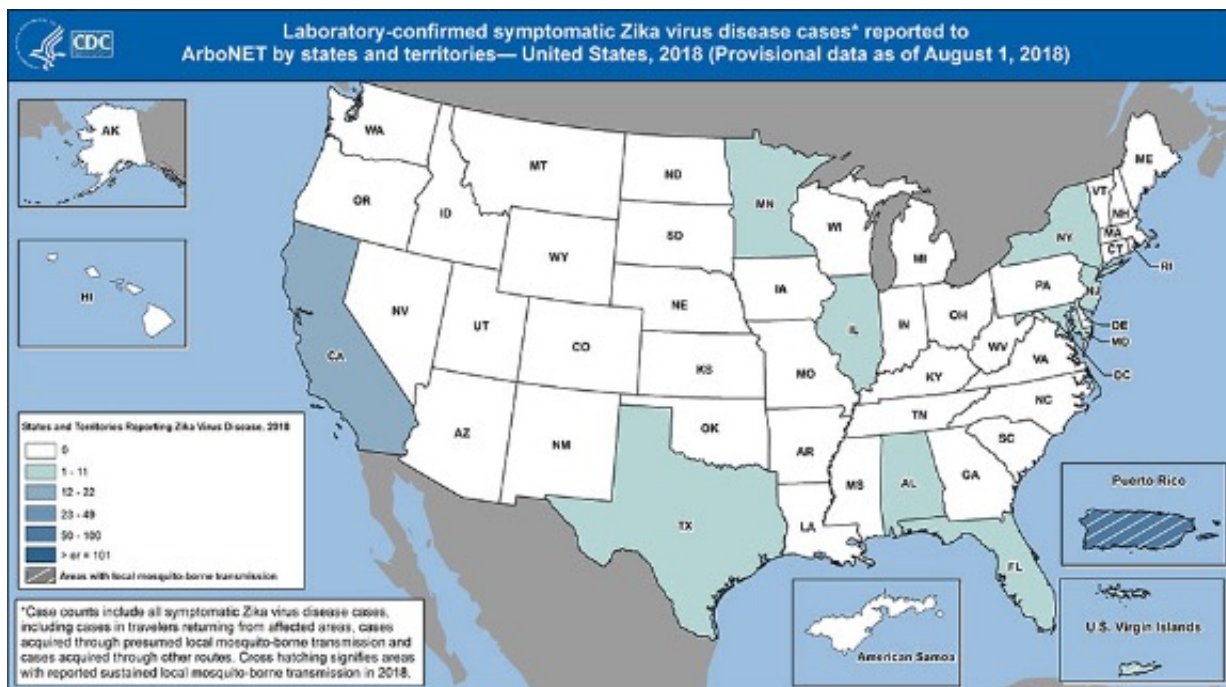 CDC
Laboratory-confirmed symptomatic Zika virus disease cases* reported to
ArboNET by states and territories— United States, 2018 (Provisional data as of August 1, 2018)
AK
HI
WA
OR
CA
ID
NV
MT
WY
UT
AZ
CO
NM
ND
SD
NE
KS
OK
TX
MN
IA
MO
AR
LA
WI
IL
MI
IN
OH
KY
TN
MS
AL
GA
FL
SC
NC
VA
WV
PA
NY
VT
NH
ME
MA
CT
RI
NJ
DE
MD
DC
States and Territories Reporting Zika Virus Disease, 2018
0
1 - 11
12 - 22
23 - 49
50 - 100
> or = 101
Areas with local mosquito-borne transmission
*Case counts include all symptomatic Zika virus disease cases,
including cases in travelers returning from affected areas, cases
acquired through presumed local mosquito-borne transmission and
cases acquired through other routes. Cross hatching signifies areas
with reported sustained local mosquito-borne transmission in 2018.
American Samoa
Puerto Rico
U.S. Virgin Islands